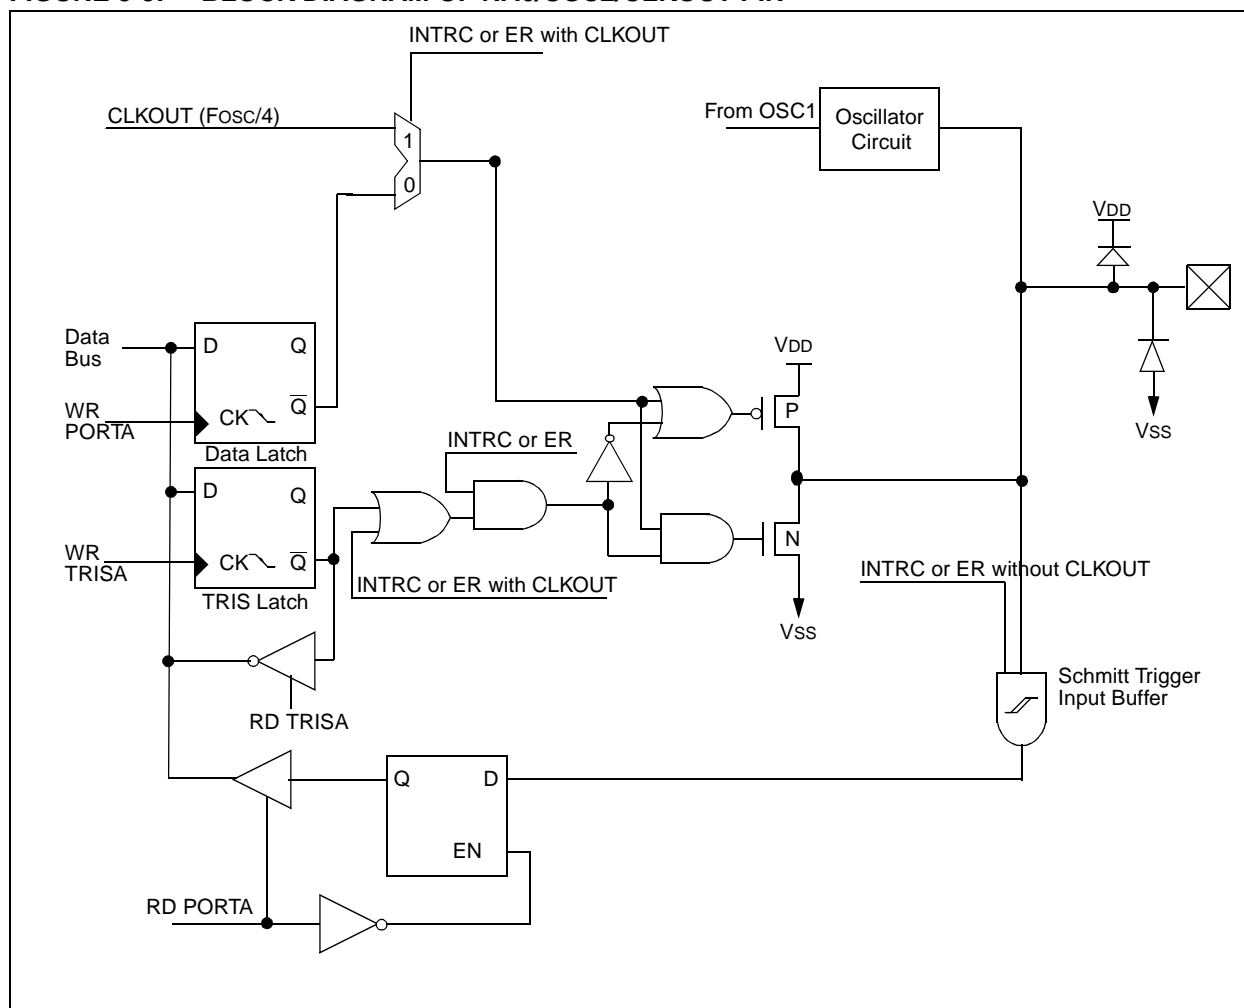 INTRC or ER with CLKOUT
CLKOUT (FOSC/4)
1
0
From OSC1
Oscillator
Circuit
VDD
Data
Bus
D
Q
WR
PORTA
CK
Q̅
Data Latch
VDD
P
VSS
INTRC or ER
D
Q
WR
TRISA
CK
Q̅
TRIS Latch
N
INTRC or ER with CLKOUT
INTRC or ER without CLKOUT
VSS
Schmitt Trigger
Input Buffer
RD TRISA
Q
D
EN
RD PORTA